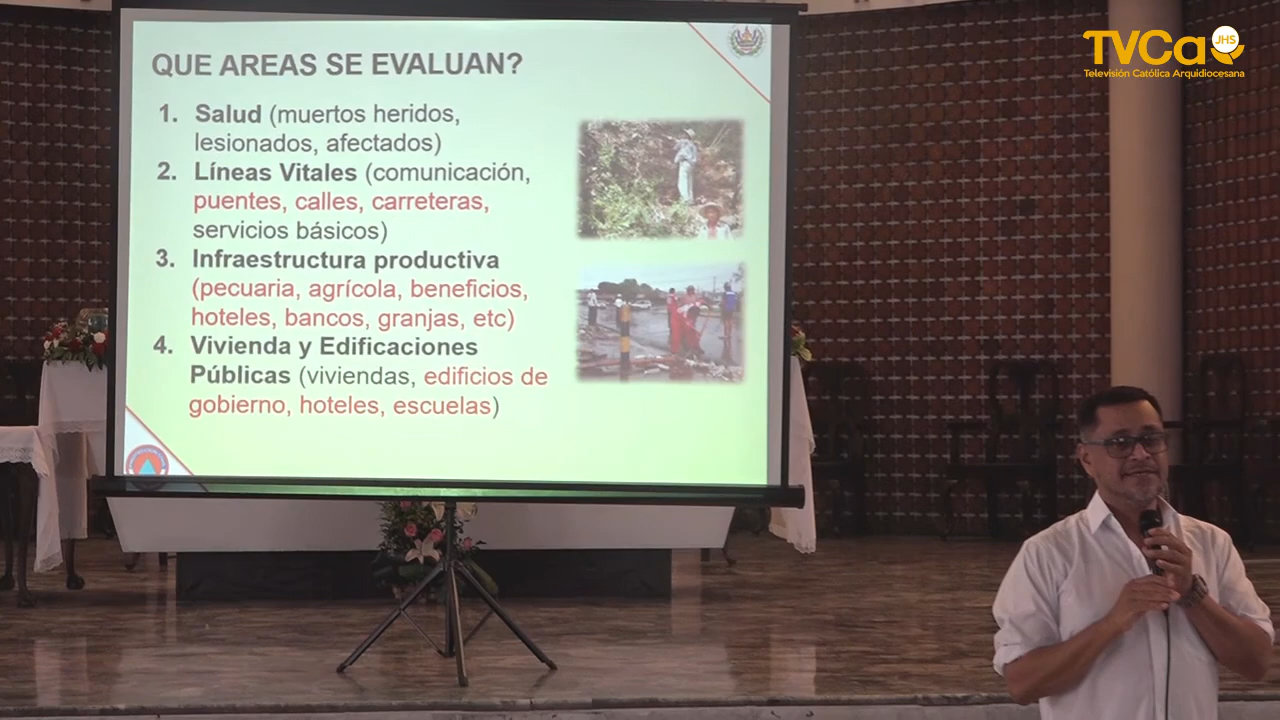 TVCa
JHS
Televisión Católica Arquidiocesana
QUE AREAS SE EVALUAN?
1. Salud (muertos heridos,
lesionados, afectados)
2. Líneas Vitales (comunicación,
puentes, calles, carreteras,
servicios básicos)
3. Infraestructura productiva
(pecuaria, agrícola, beneficios,
hoteles, bancos, granjas, etc)
4. Vivienda y Edificaciones
Públicas (viviendas, edificios de
gobierno, hoteles, escuelas)